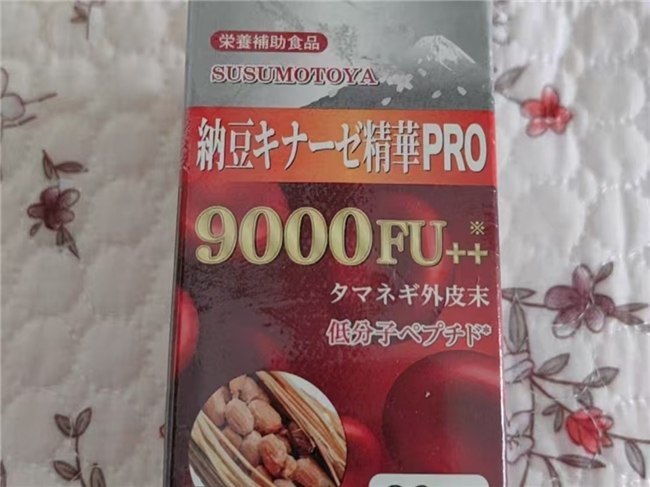 栄養補助食品
SUSUMOTOYA
納豆キナーゼ精華PRO
9000FU++※
タマネギ外皮末
低分子ペプチド*